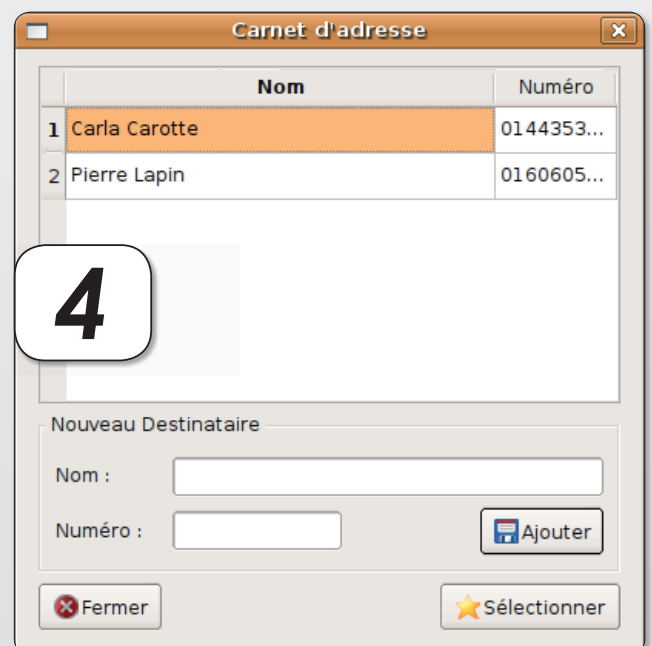 Carnet d'adresse
Nom Numéro
1 Carla Carotte 0144353...
2 Pierre Lapin 0160605...
4
Nouveau Destinataire
Nom :
Numéro : Ajouter
Fermer Sélectionner